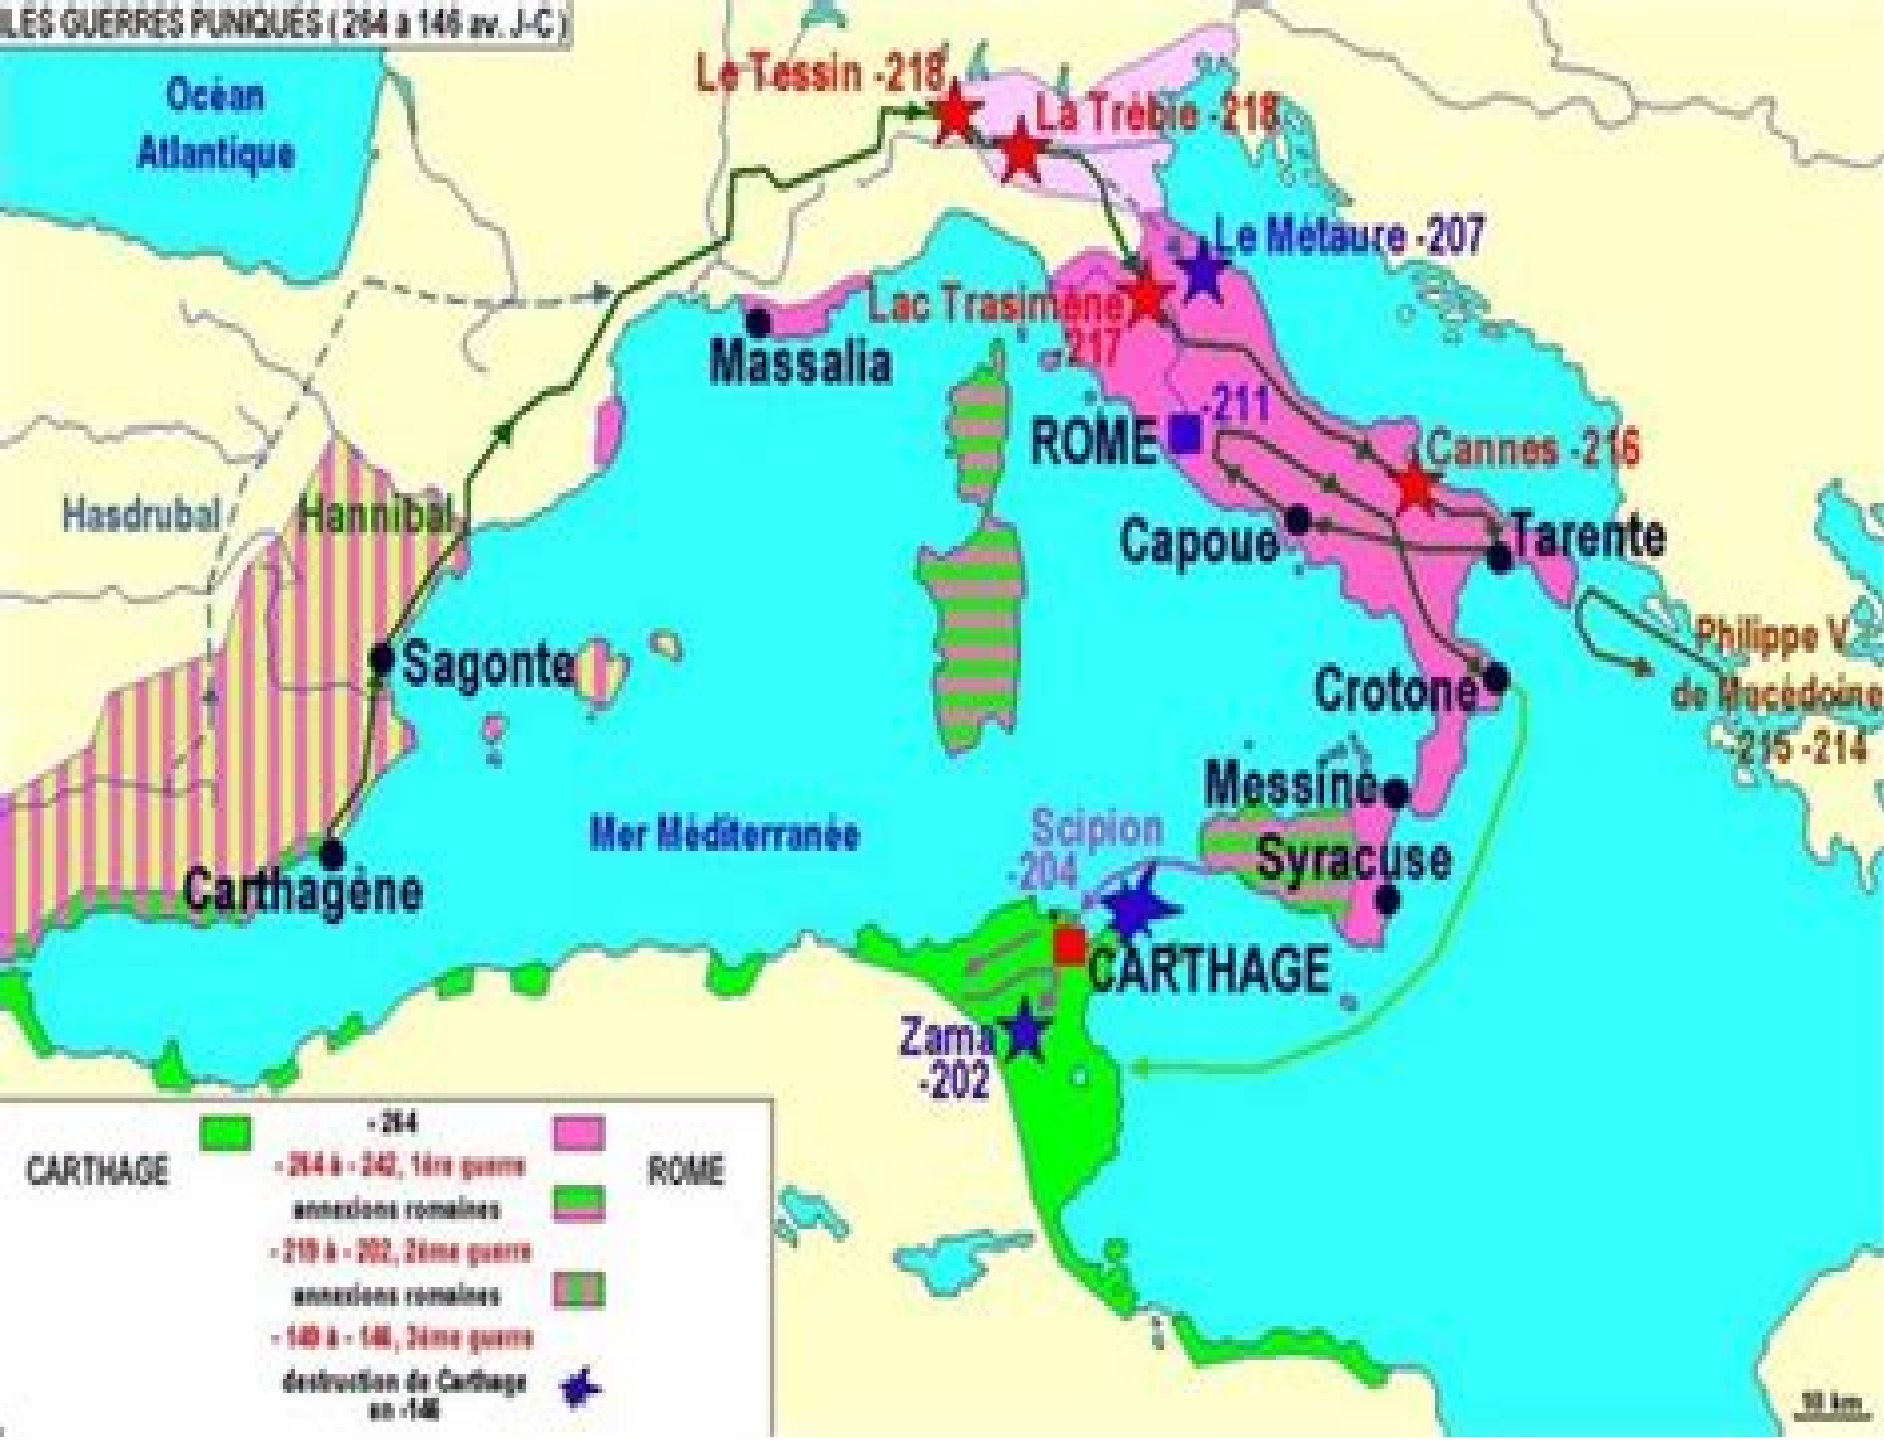 LES GUERRES PUNIQUES ( 264 à 146 av. J-C )
Océan
Atlantique
Le Tessin -218
La Trébie -218
Le Métaure -207
Lac Trasimène
-217
Massalia
-211
ROME
Cannes -216
Hasdrubal
Hannibal
Capoue
Tarente
Sagonte
Philippe V
de Macédoine
215 -214
Crotone
Messine
Mer Méditerranée
Scipion
-204
Syracuse
Carthagène
CARTHAGE
Zama
-202
- 264
CARTHAGE
- 264 à - 242, 1ère guerre
ROME
annexions romaines
- 219 à - 202, 2ème guerre
annexions romaines
- 149 à - 146, 3ème guerre
destruction de Carthage
en -146
km